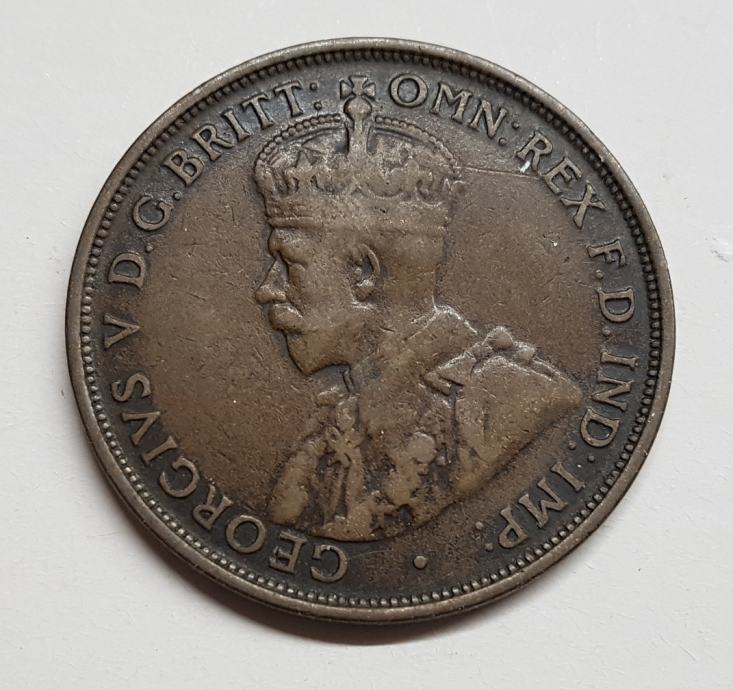 GEORGIVS V D.G.BRITT: OMN: REX F.D.IND:IMP: